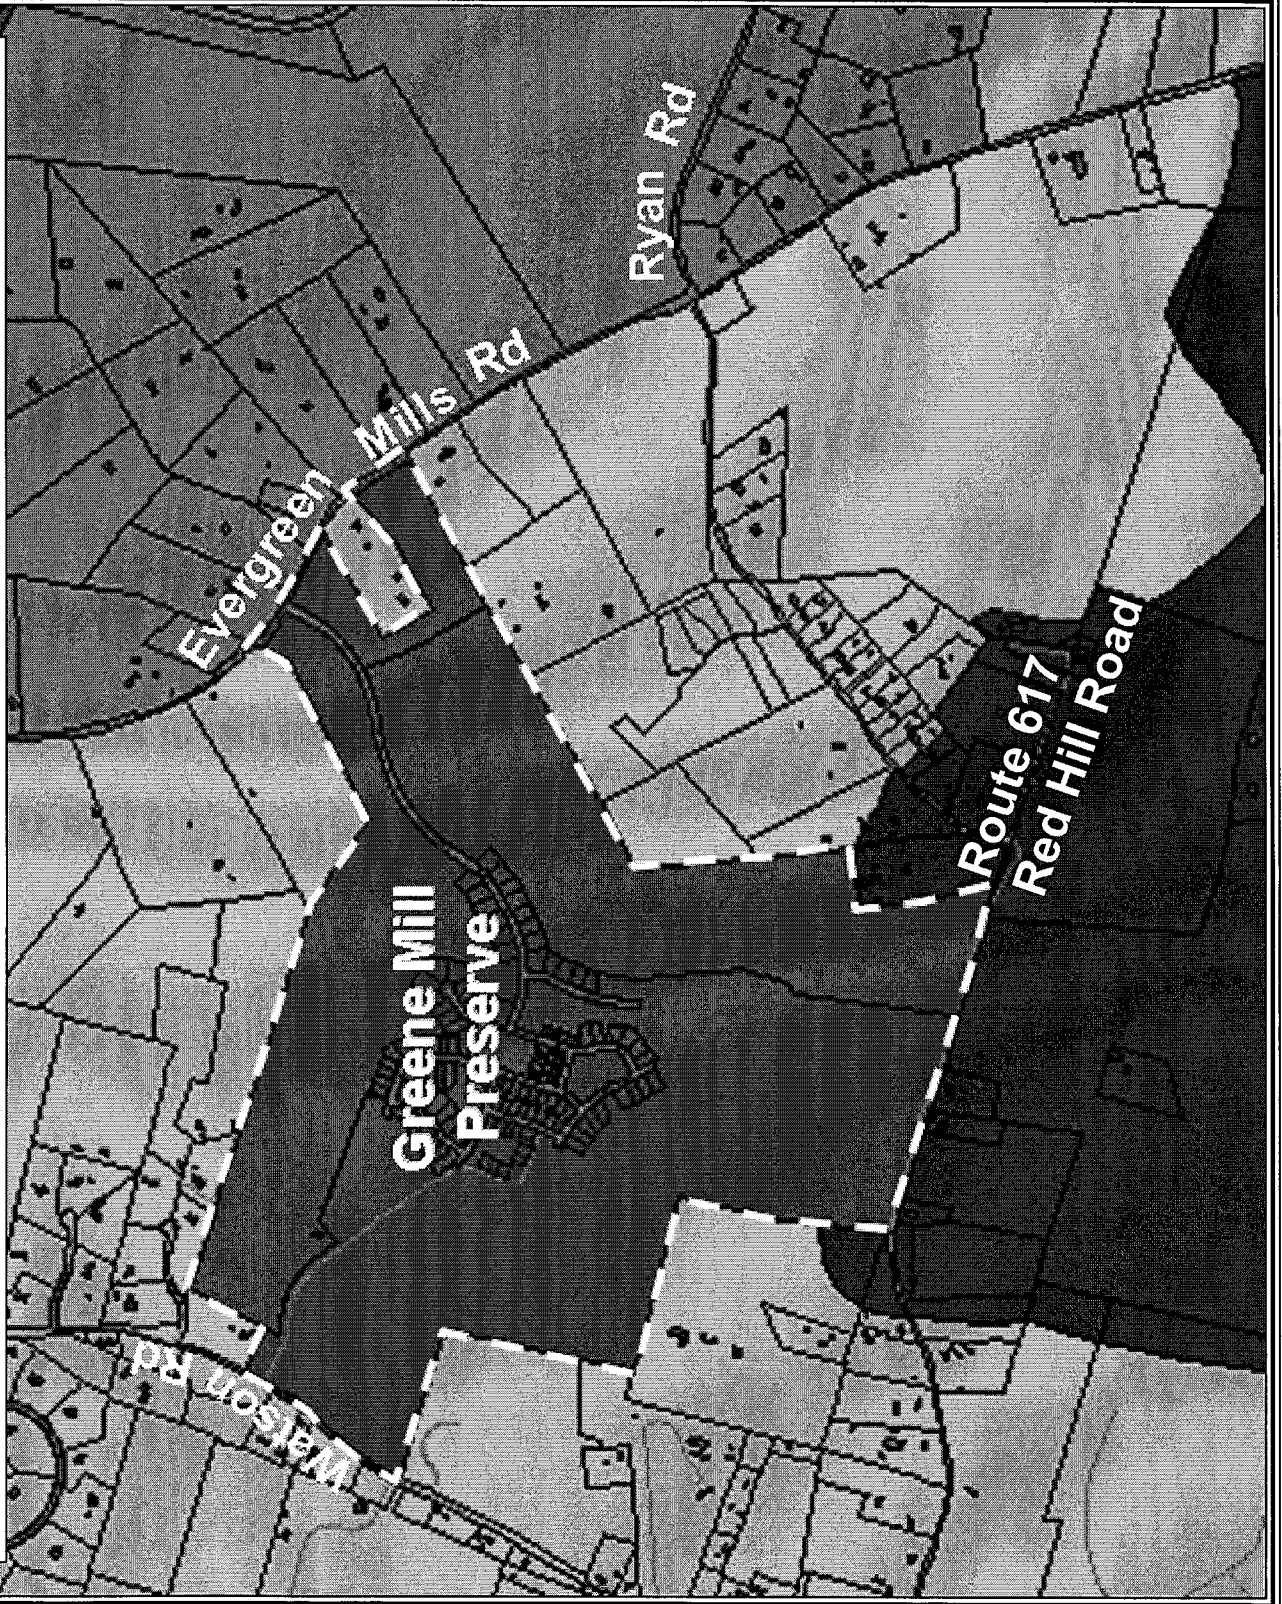 Ryan Rd
Evergreen Mills Rd
Route 617
Red Hill Road
Greene Mill
Preserve
Watson Rd